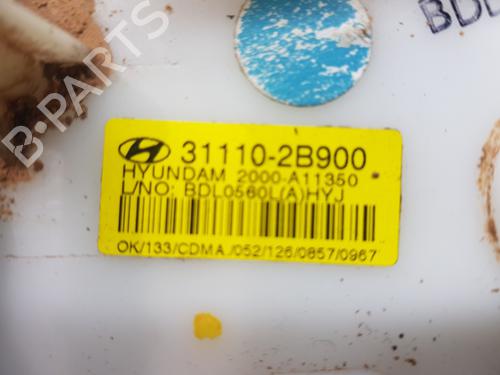 BDL
31110-2B900
HYUNDAM 2000-A11350
L/NO: BDL0560L(A)HYJ
OK/133/CDMA /052/126/0857/0967
B-PARTS